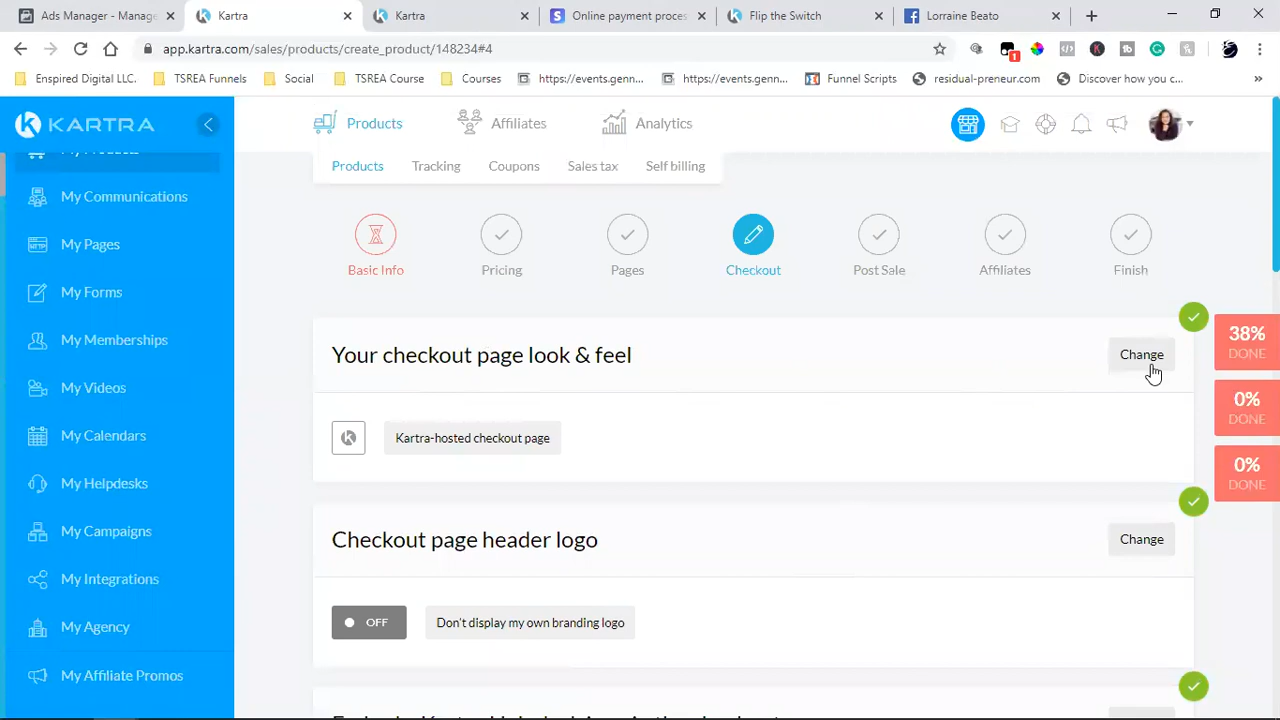 Ads Manager - Manage
Kartra
Kartra
Online payment proces
Flip the Switch
Lorraine Beato
app.kartra.com/sales/products/create_product/148234#4
1
Enspired Digital LLC.
TSREA Funnels
Social
TSREA Course
Courses
https://events.genn...
https://events.genn...
Funnel Scripts
residual-preneur.com
Discover how you c...
KARTRA
Products
Affiliates
Analytics
Products
Tracking
Coupons
Sales tax
Self billing
My Products
My Communications
My Pages
My Forms
My Memberships
My Videos
My Calendars
My Helpdesks
My Campaigns
My Integrations
My Agency
My Affiliate Promos
Basic Info
Pricing
Pages
Checkout
Post Sale
Affiliates
Finish
Your checkout page look & feel
Change
Kartra-hosted checkout page
38%
DONE
0%
DONE
0%
DONE
Checkout page header logo
Change
OFF
Don't display my own branding logo